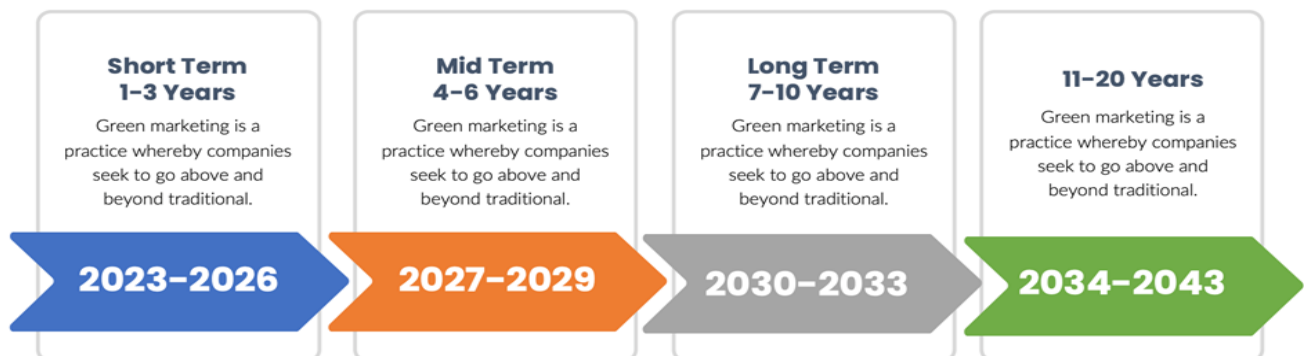 Short Term
1-3 Years
Green marketing is a
practice whereby companies
seek to go above and
beyond traditional.
2023-2026
Mid Term
4-6 Years
Green marketing is a
practice whereby companies
seek to go above and
beyond traditional.
2027-2029
Long Term
7-10 Years
Green marketing is a
practice whereby companies
seek to go above and
beyond traditional.
2030-2033
11-20 Years
Green marketing is a
practice whereby companies
seek to go above and
beyond traditional.
2034-2043